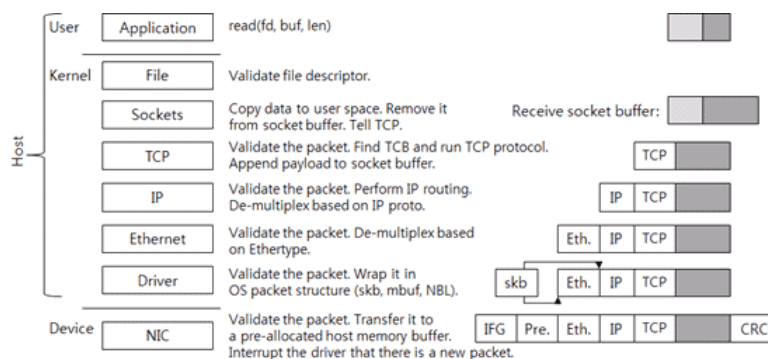 User Application read(fd, buf, len)
Kernel File Validate file descriptor.
Sockets Copy data to user space. Remove it
from socket buffer. Tell TCP. Receive socket buffer:
TCP Validate the packet. Find TCB and run TCP protocol.
Append payload to socket buffer. TCP
IP Validate the packet. Perform IP routing.
De-multiplex based on IP proto. IP TCP
Host
Ethernet Validate the packet. De-multiplex based
on Ethertype. Eth. IP TCP
Driver Validate the packet. Wrap it in
OS packet structure (skb, mbuf, NBL). skb Eth. IP TCP
Device NIC Validate the packet. Transfer it to
a pre-allocated host memory buffer. IFG Pre. Eth. IP TCP CRC
Interrupt the driver that there is a new packet.